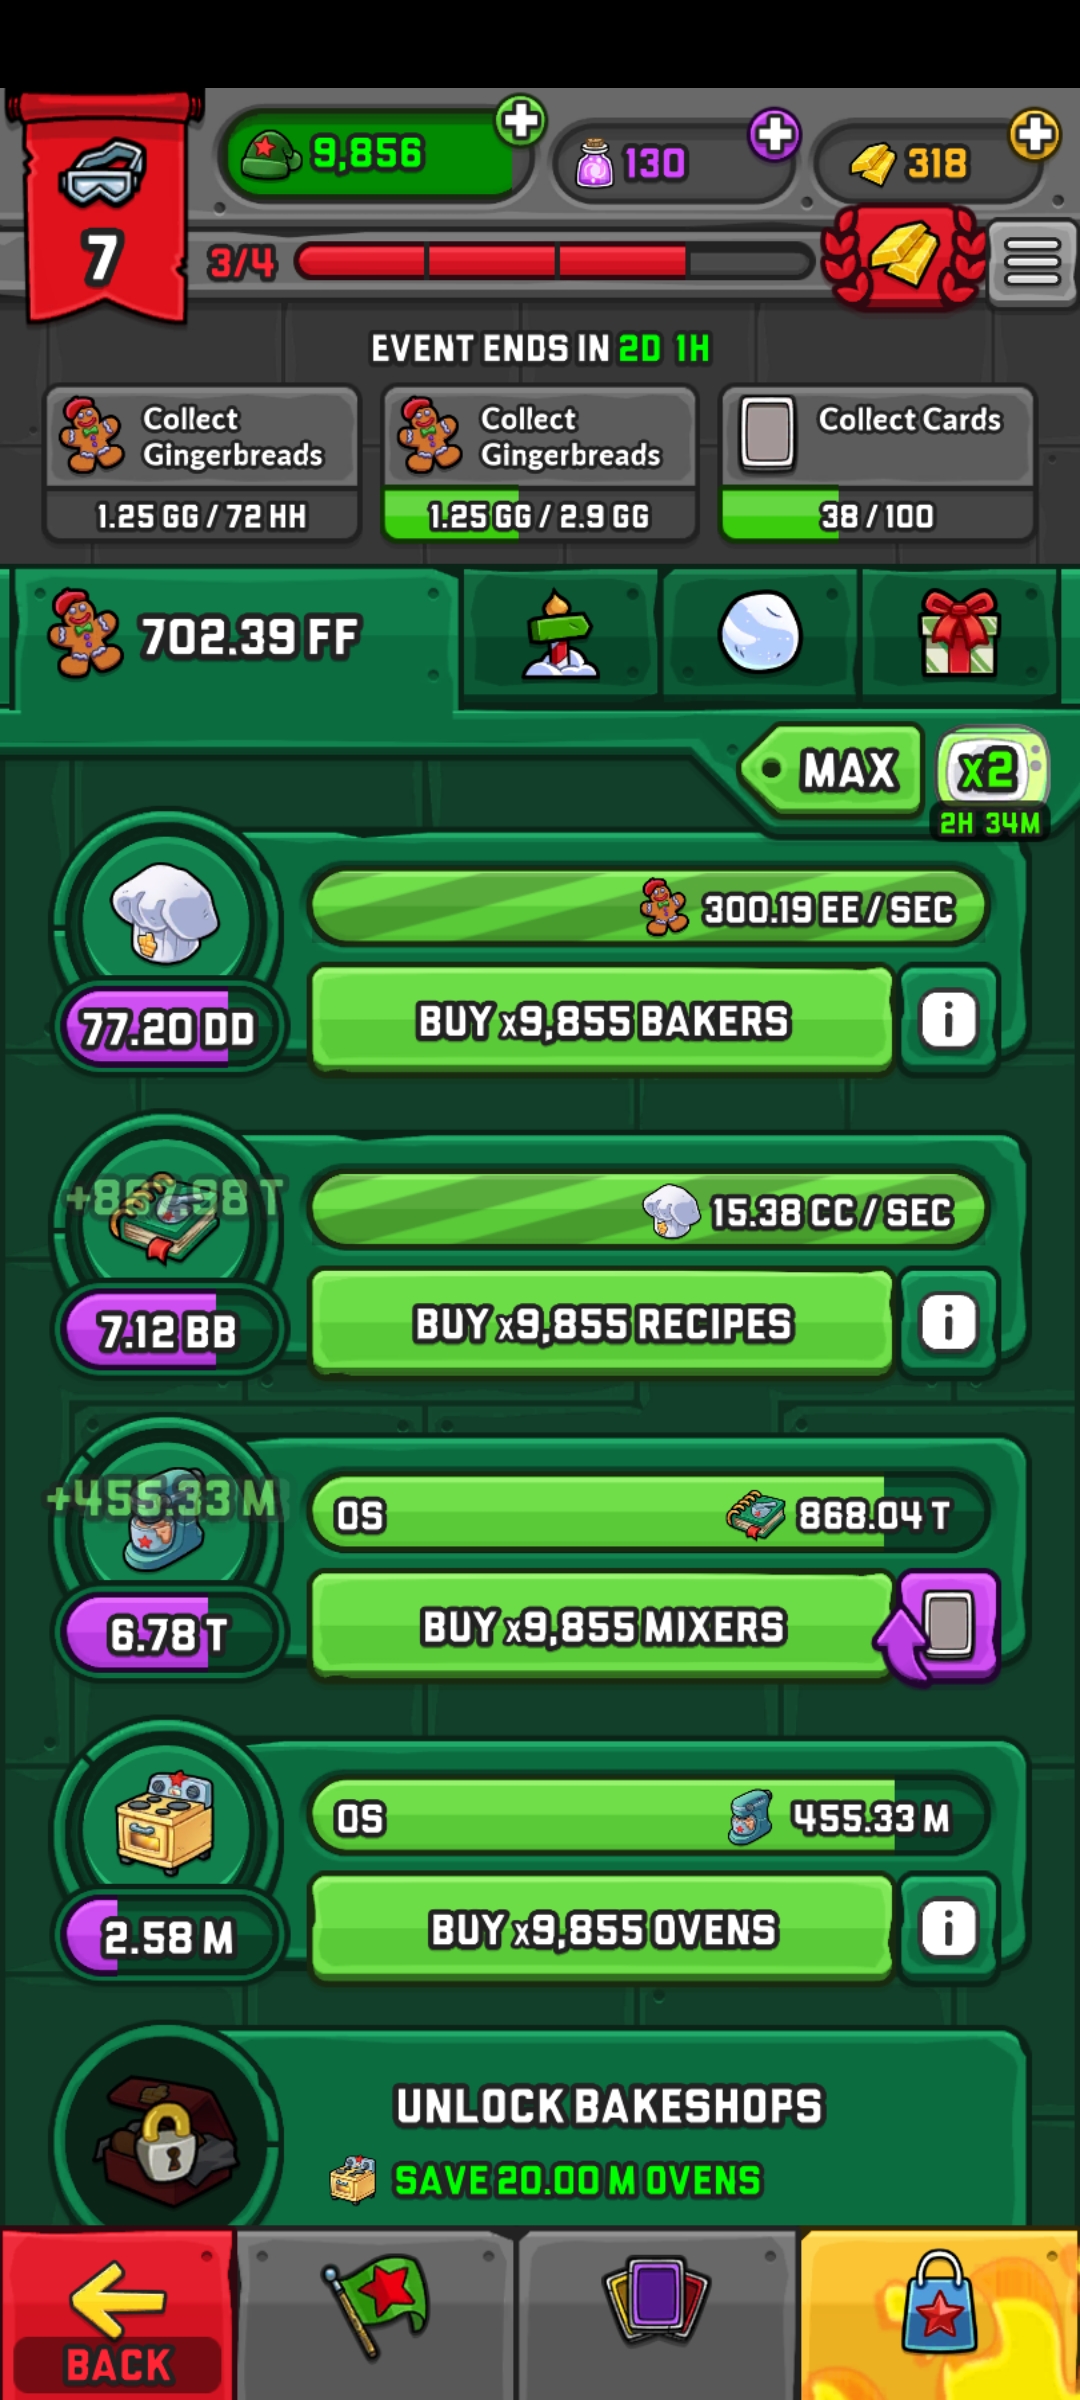 9,856
130
318
7
3/4
EVENT ENDS IN 2D 1H
Collect Gingerbreads
1.25 GG / 72 HH
Collect Gingerbreads
1.25 GG / 2.9 GG
Collect Cards
38 / 100
702.39 FF
MAX
x2
2H 34M
300.19 EE / SEC
77.20 DD
BUY x9,855 BAKERS
i
15.38 CC / SEC
7.12 BB
BUY x9,855 RECIPES
i
+455.33 M
0S
868.04 T
6.78 T
BUY x9,855 MIXERS
0S
455.33 M
2.58 M
BUY x9,855 OVENS
i
UNLOCK BAKESHOPS
SAVE 20.00 M OVENS
BACK